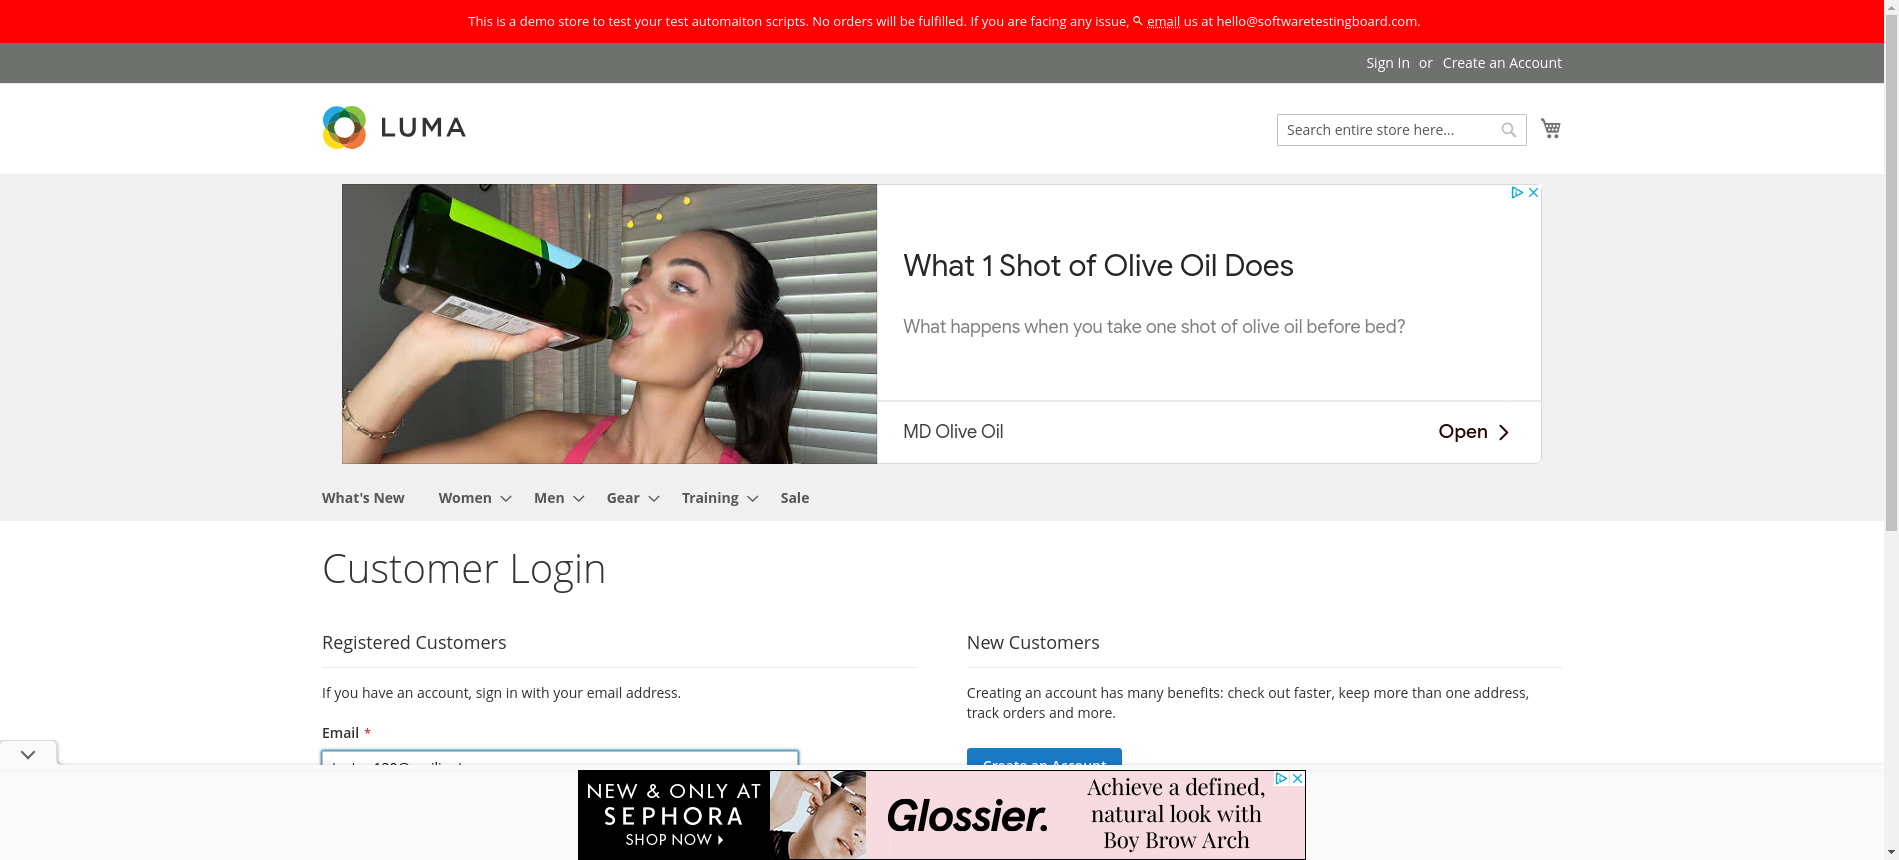 This is a demo store to test your test automaiton scripts. No orders will be fulfilled. If you are facing any issue, email us at hello@softwaretestingboard.com.
Sign In or Create an Account
LUMA
Search entire store here...
What 1 Shot of Olive Oil Does
What happens when you take one shot of olive oil before bed?
MD Olive Oil
Open
What's New Women Men Gear Training Sale
Customer Login
Registered Customers
If you have an account, sign in with your email address.
Email *
New Customers
Creating an account has many benefits: check out faster, keep more than one address,
track orders and more.
Create an Account
NEW & ONLY AT
SEPHORA
SHOP NOW
Glossier.
Achieve a defined,
natural look with
Boy Brow Arch